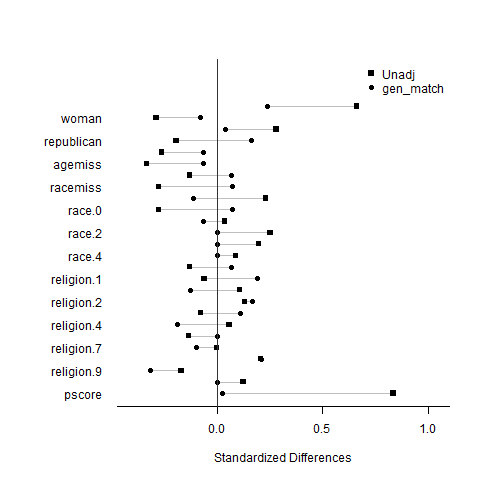 Unadj
gen_match
woman
republican
agemiss
racemiss
race.0
race.2
race.4
religion.1
religion.2
religion.4
religion.7
religion.9
pscore
0.0 0.5 1.0
Standardized Differences